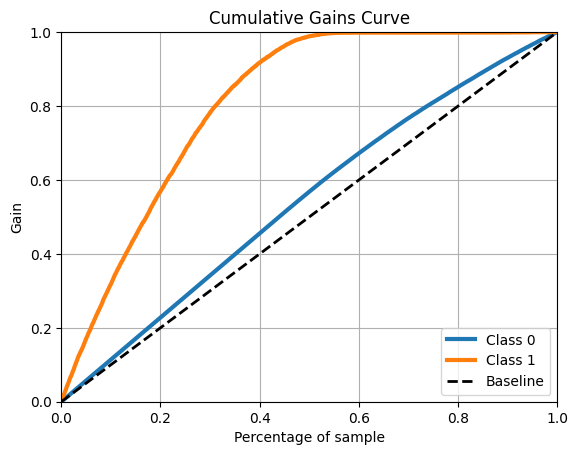 Cumulative Gains Curve
1.0
0.8
0.6
0.4
0.2
0.0
Gain
0.0 0.2 0.4 0.6 0.8 1.0
Percentage of sample
Class 0
Class 1
Baseline